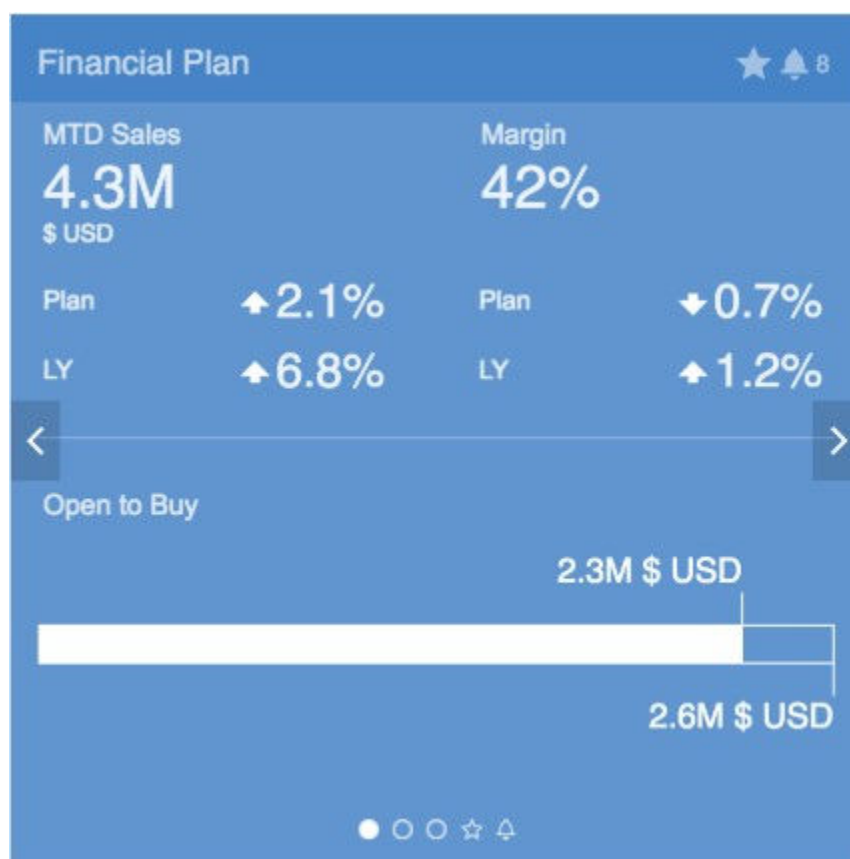 Financial Plan 8
MTD Sales Margin
4.3M 42%
$ USD
Plan 2.1% Plan 0.7%
LY 6.8% LY 1.2%
Open to Buy
2.3M $ USD
2.6M $ USD